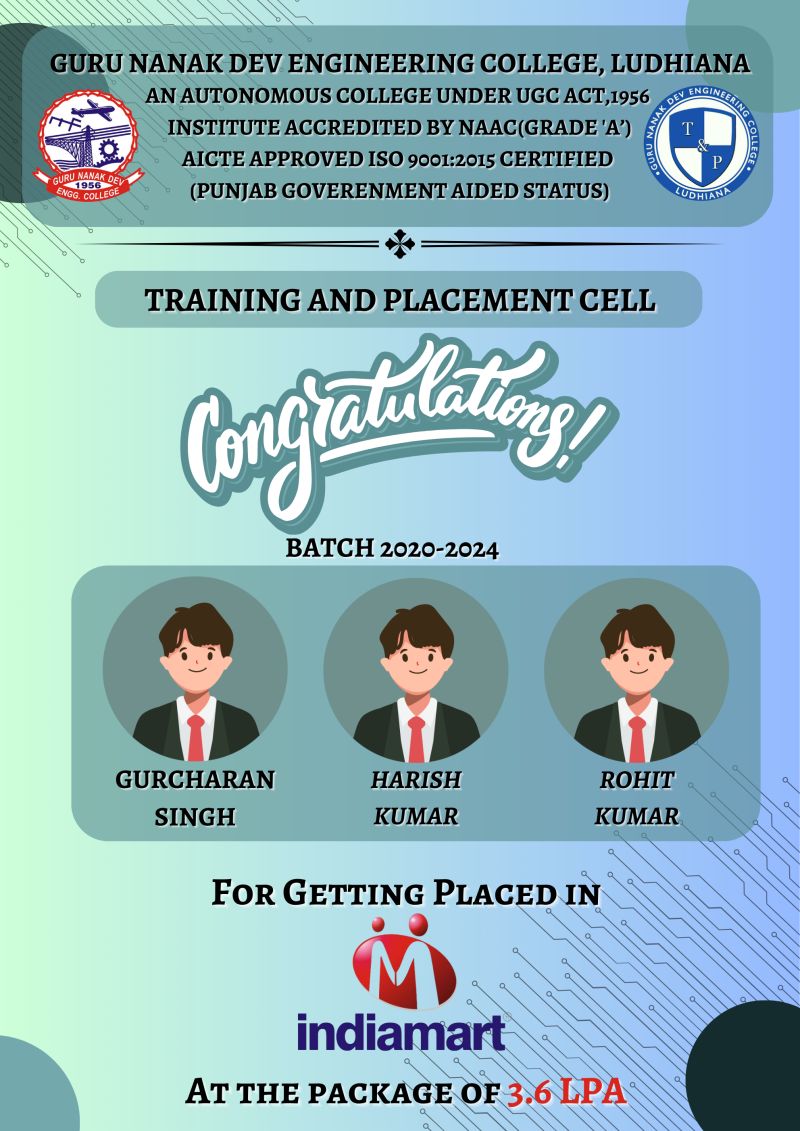 GURU NANAK DEV ENGINEERING COLLEGE, LUDHIANA
AN AUTONOMOUS COLLEGE UNDER UGC ACT,1956
INSTITUTE ACCREDITED BY NAAC(GRADE 'A')
AICTE APPROVED ISO 9001:2015 CERTIFIED
(PUNJAB GOVERENMENT AIDED STATUS)
GURU NANAK DEV
1956
ENGG. COLLEGE
GURU NANAK DEV ENGINEERING COLLEGE,
T & P
LUDHIANA
TRAINING AND PLACEMENT CELL
Congratulations!
BATCH 2020-2024
GURCHARAN
SINGH
HARISH
KUMAR
ROHIT
KUMAR
FOR GETTING PLACED IN
indiamart®
AT THE PACKAGE OF 3.6 LPA